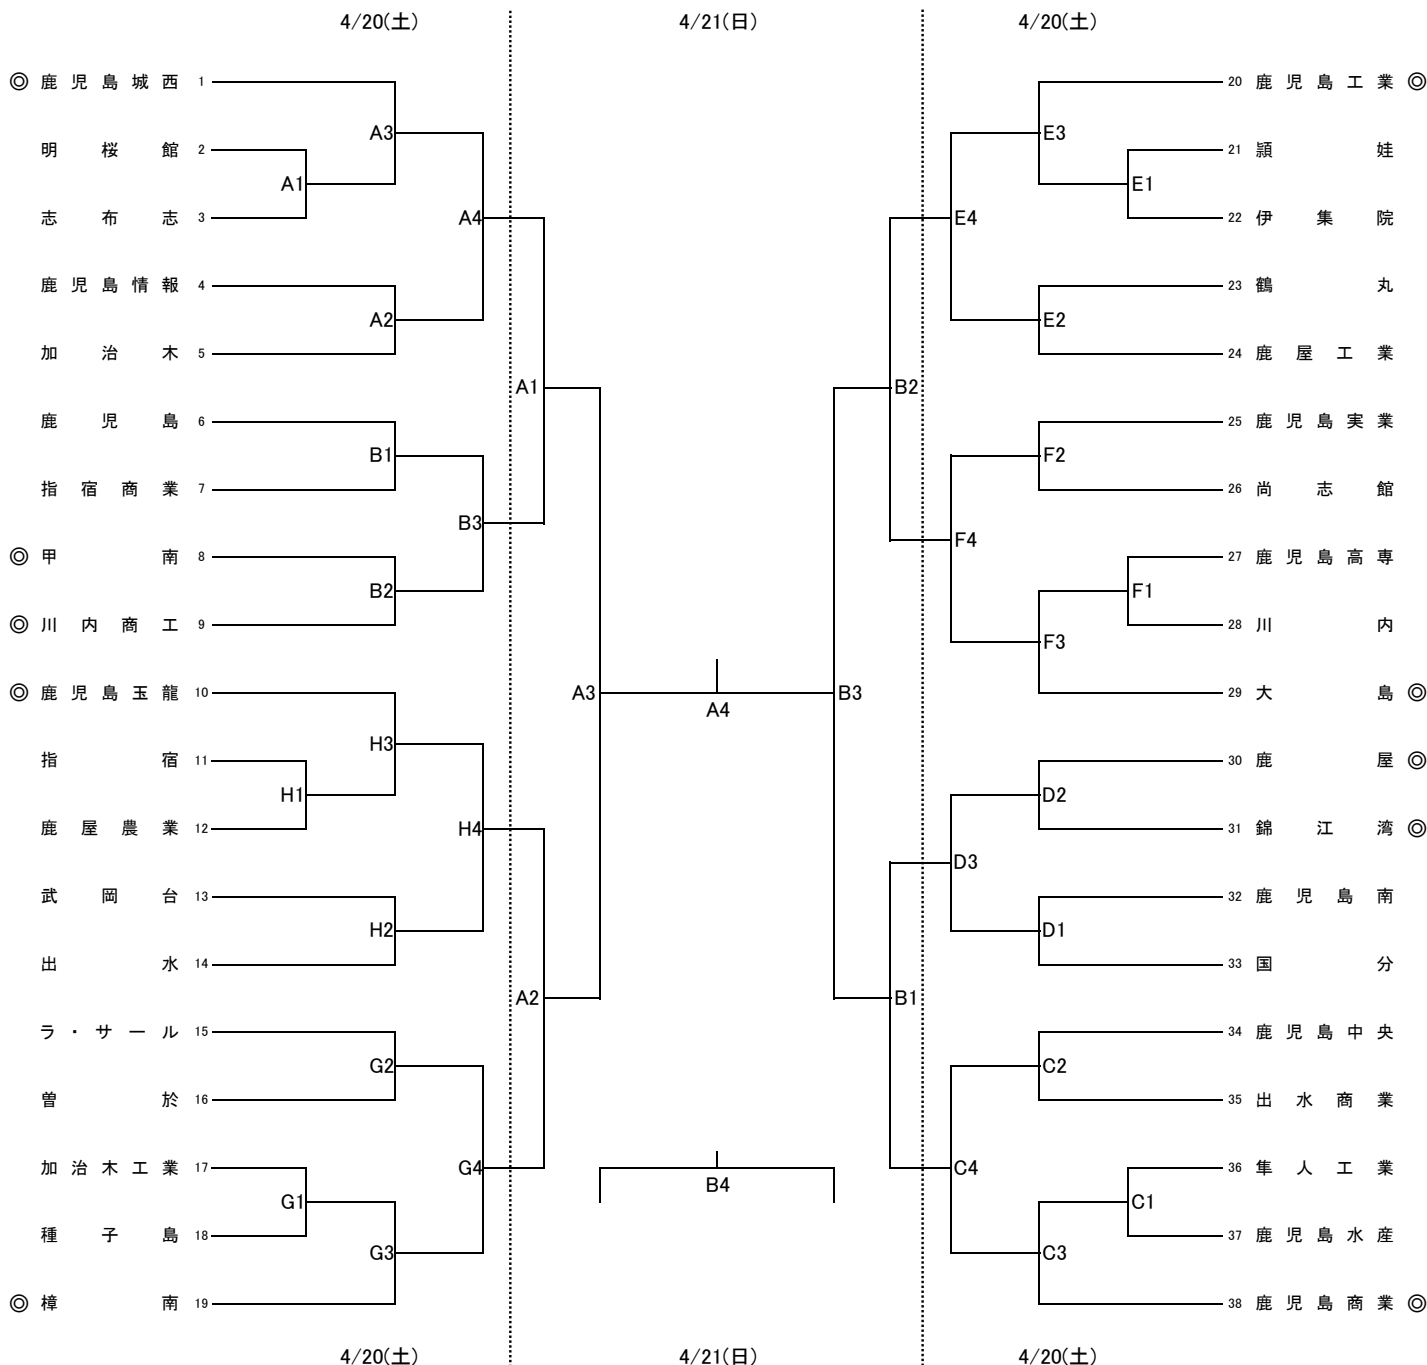 4/20(土) 4/21(日) 4/20(土)
◎ 鹿児島城西 1
明桜館 2
志布志 3
鹿児島情報 4
加治木 5
鹿児島 6
指宿商業 7
◎ 甲南 8
◎ 川内商工 9
◎ 鹿児島玉龍 10
指宿 11
鹿屋農業 12
武岡台 13
出水 14
ラ・サール 15
曽於 16
加治木工業 17
種子島 18
◎ 樟南 19
A3
A1
A4
A2
B1
B3
B2
H3
H1
H4
H2
G2
G4
G1
G3
A1
A3
A2
A4
B4
B2
B3
B1
E3
E1
E4
E2
F2
F4
F1
F3
D2
D3
D1
C2
C4
C1
C3
20 鹿児島工業 ◎
21 頴娃
22 伊集院
23 鶴丸
24 鹿屋工業
25 鹿児島実業
26 尚志館
27 鹿児島高専
28 川内
29 大島 ◎
30 鹿屋 ◎
31 錦江湾 ◎
32 鹿児島南
33 国分
34 鹿児島中央
35 出水商業
36 隼人工業
37 鹿児島水産
38 鹿児島商業 ◎
4/20(土) 4/21(日) 4/20(土)